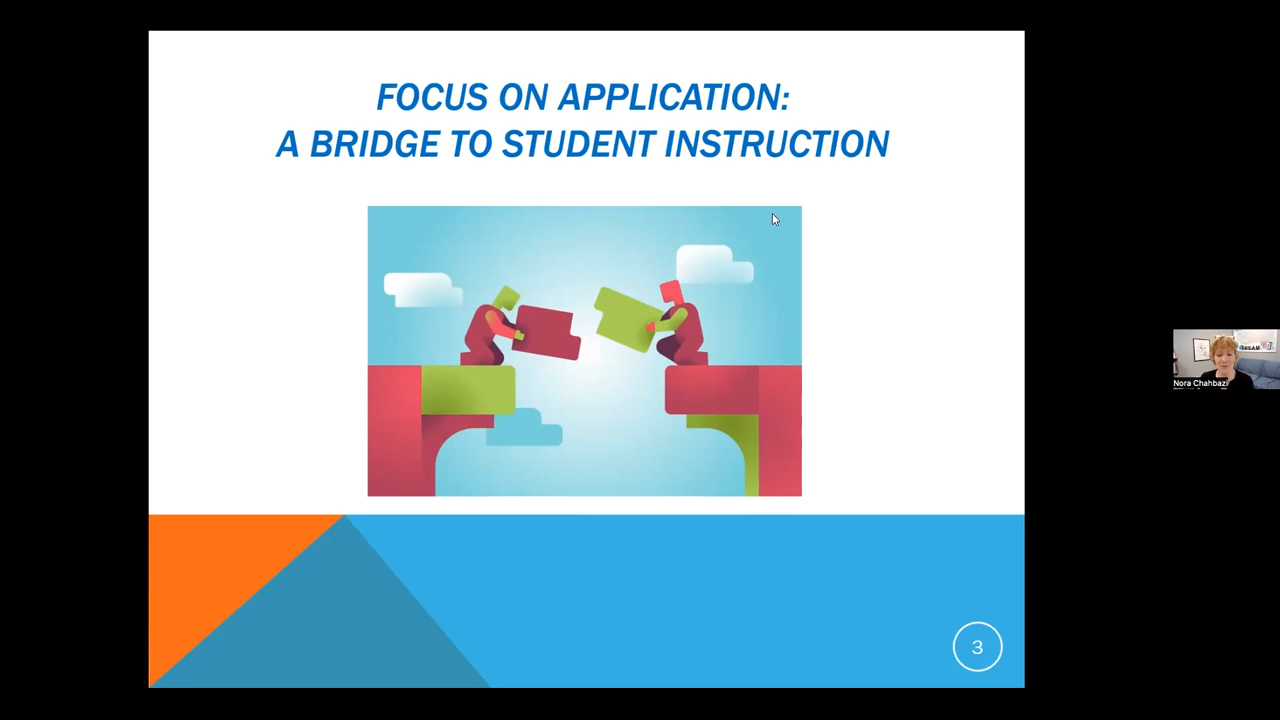 FOCUS ON APPLICATION:
A BRIDGE TO STUDENT INSTRUCTION
Nora Chahbazi
3